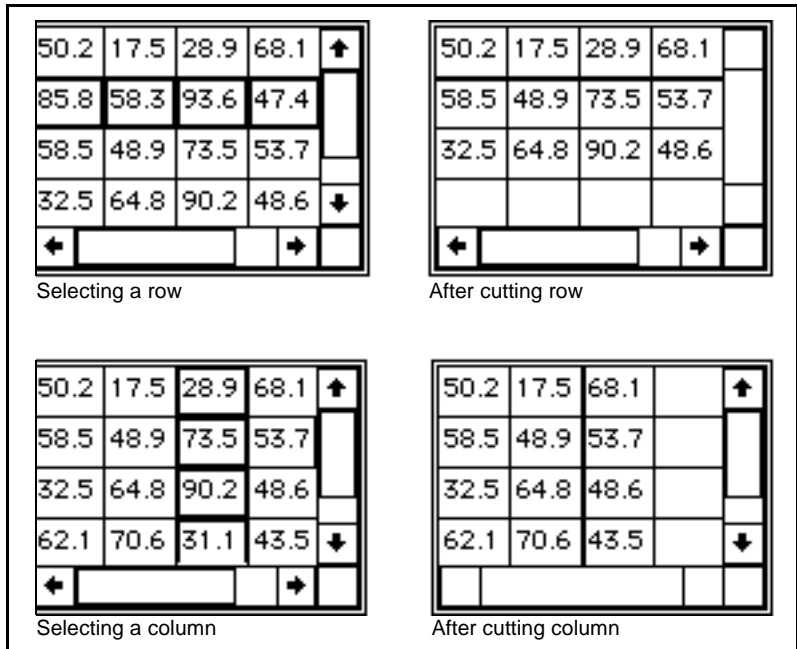 50.2 17.5 28.9 68.1
85.8 58.3 93.6 47.4
58.5 48.9 73.5 53.7
32.5 64.8 90.2 48.6
Selecting a row
50.2 17.5 28.9 68.1
58.5 48.9 73.5 53.7
32.5 64.8 90.2 48.6
After cutting row
50.2 17.5 28.9 68.1
58.5 48.9 73.5 53.7
32.5 64.8 90.2 48.6
62.1 70.6 31.1 43.5
Selecting a column
50.2 17.5 68.1
58.5 48.9 53.7
32.5 64.8 48.6
62.1 70.6 43.5
After cutting column